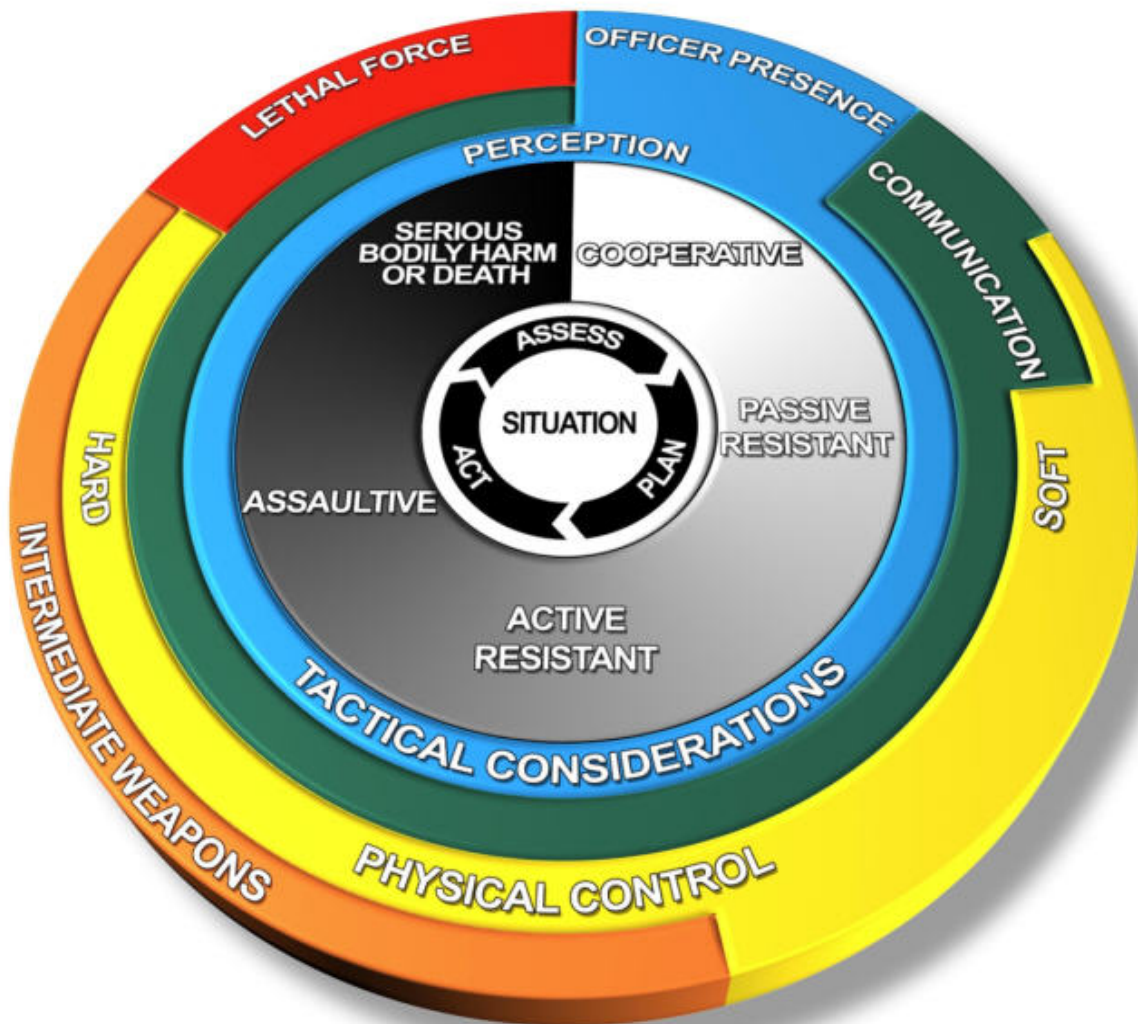 LETHAL FORCE
OFFICER PRESENCE
COMMUNICATION
PERCEPTION
SERIOUS
BODILY HARM
OR DEATH
COOPERATIVE
ASSESS
SITUATION
PLAN
ACT
PASSIVE
RESISTANT
SOFT
HARD
ASSAULTIVE
ACTIVE
RESISTANT
TACTICAL CONSIDERATIONS
PHYSICAL CONTROL
INTERMEDIATE WEAPONS